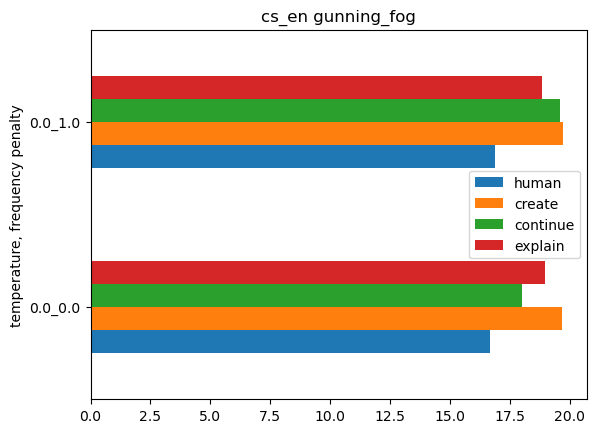 cs_en gunning_fog
temperature, frequency penalty
0.0_1.0
0.0_0.0
human
create
continue
explain
0.0
2.5
5.0
7.5
10.0
12.5
15.0
17.5
20.0